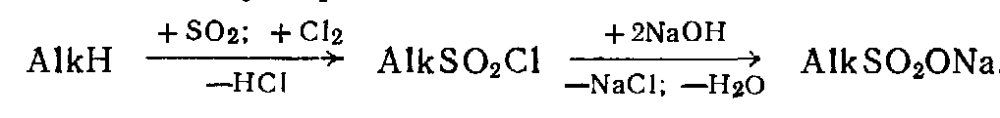 + SO₂; + Cl₂ +2NaOH
AlkH ⟶ AlkSO₂Cl ⟶ AlkSO₂ONa.
—HCl —NaCl; —H₂O